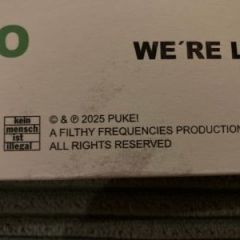 O
WE´RE L
kein
mensch
ist
illegal
© & ℗ 2025 PUKE!
A FILTHY FREQUENCIES PRODUCTION
ALL RIGHTS RESERVED